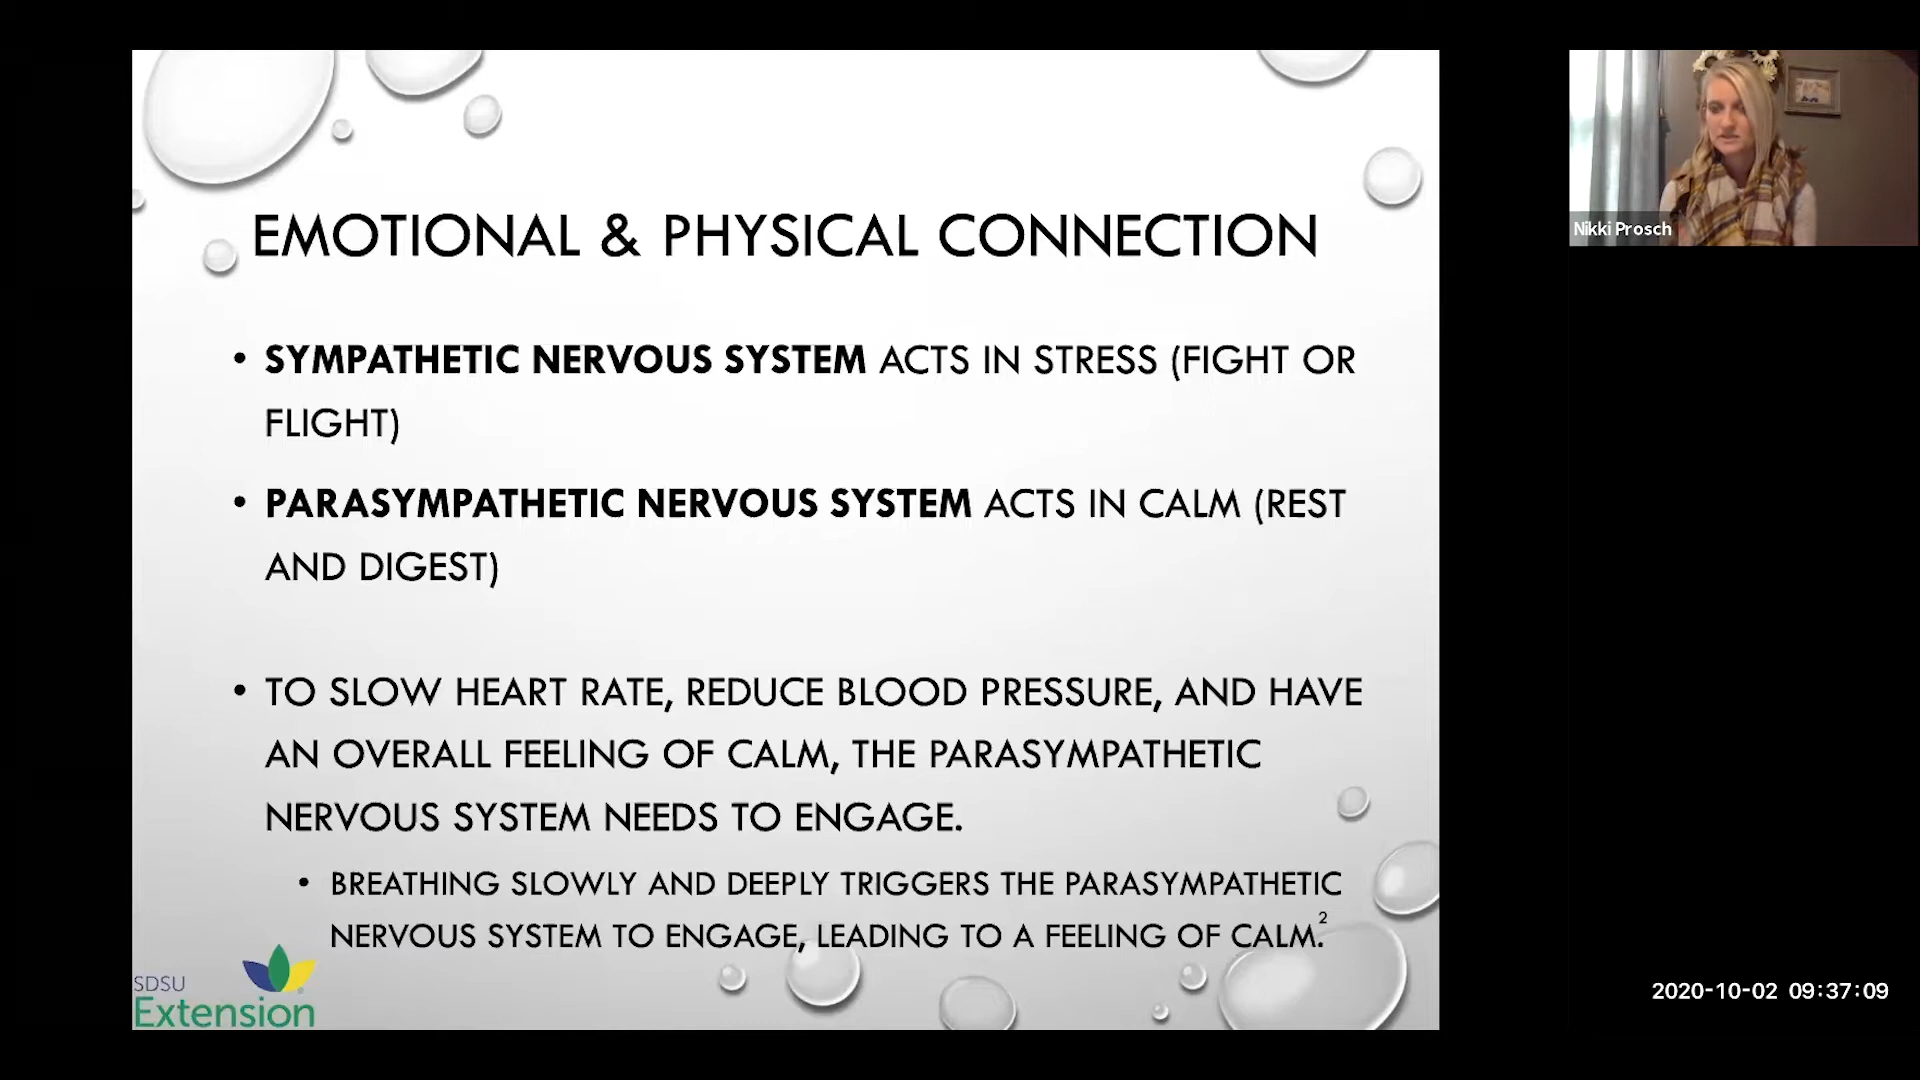 EMOTIONAL & PHYSICAL CONNECTION
• SYMPATHETIC NERVOUS SYSTEM ACTS IN STRESS (FIGHT OR
FLIGHT)
• PARASYMPATHETIC NERVOUS SYSTEM ACTS IN CALM (REST
AND DIGEST)
• TO SLOW HEART RATE, REDUCE BLOOD PRESSURE, AND HAVE
AN OVERALL FEELING OF CALM, THE PARASYMPATHETIC
NERVOUS SYSTEM NEEDS TO ENGAGE.
• BREATHING SLOWLY AND DEEPLY TRIGGERS THE PARASYMPATHETIC
NERVOUS SYSTEM TO ENGAGE, LEADING TO A FEELING OF CALM.²
SDSU
Extension
Nikki Prosch
2020-10-02 09:37:09